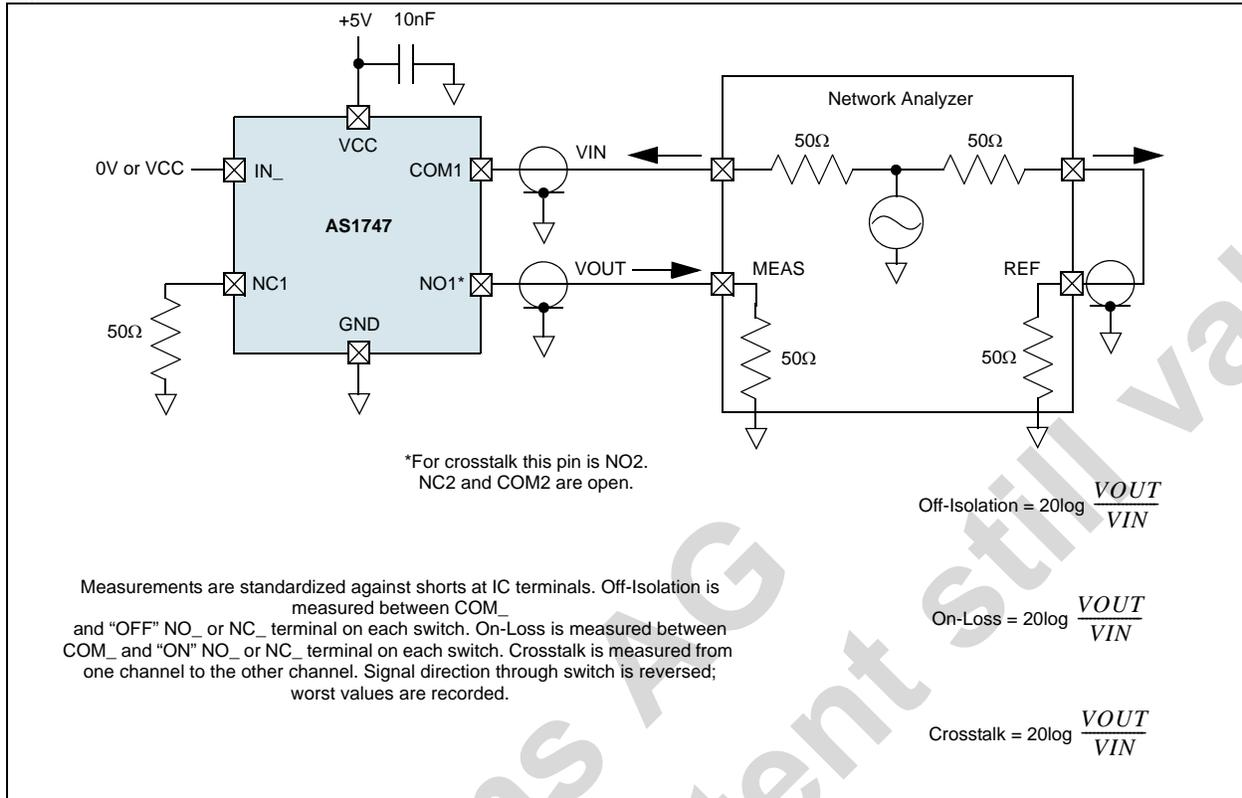 +5V 10nF
Network Analyzer
VCC
0V or VCC
IN_
COM1
VIN
50Ω
50Ω
AS1747
NC1
NO1*
VOUT
MEAS
REF
GND
50Ω
50Ω
50Ω
*For crosstalk this pin is NO2.
NC2 and COM2 are open.
Off-Isolation = 20log VOUT
VIN
Measurements are standardized against shorts at IC terminals. Off-Isolation is
measured between COM_
and “OFF” NO_ or NC_ terminal on each switch. On-Loss is measured between
COM_ and “ON” NO_ or NC_ terminal on each switch. Crosstalk is measured from
one channel to the other channel. Signal direction through switch is reversed;
worst values are recorded.
On-Loss = 20log VOUT
VIN
Crosstalk = 20log VOUT
VIN
AG
still